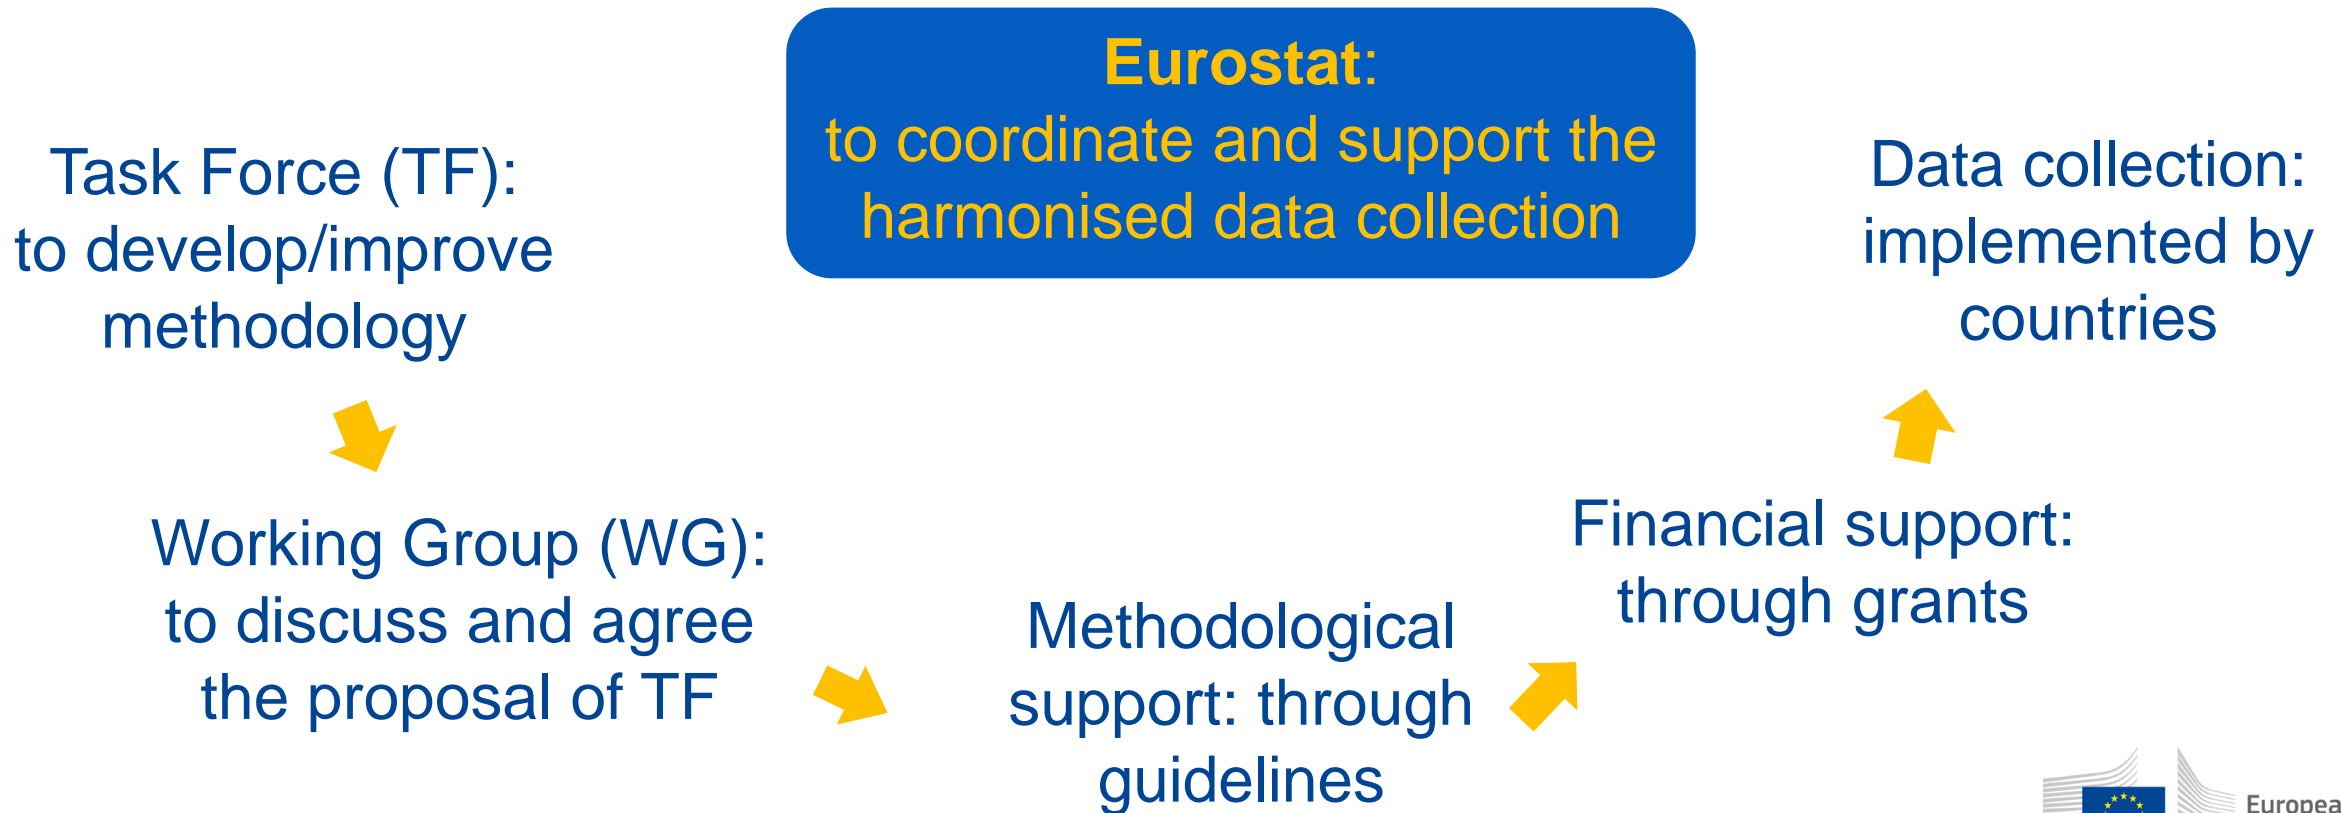 Eurostat:
to coordinate and support the
harmonised data collection
Task Force (TF):
to develop/improve
methodology
Working Group (WG):
to discuss and agree
the proposal of TF
Methodological
support: through
guidelines
Financial support:
through grants
Data collection:
implemented by
countries
Europea